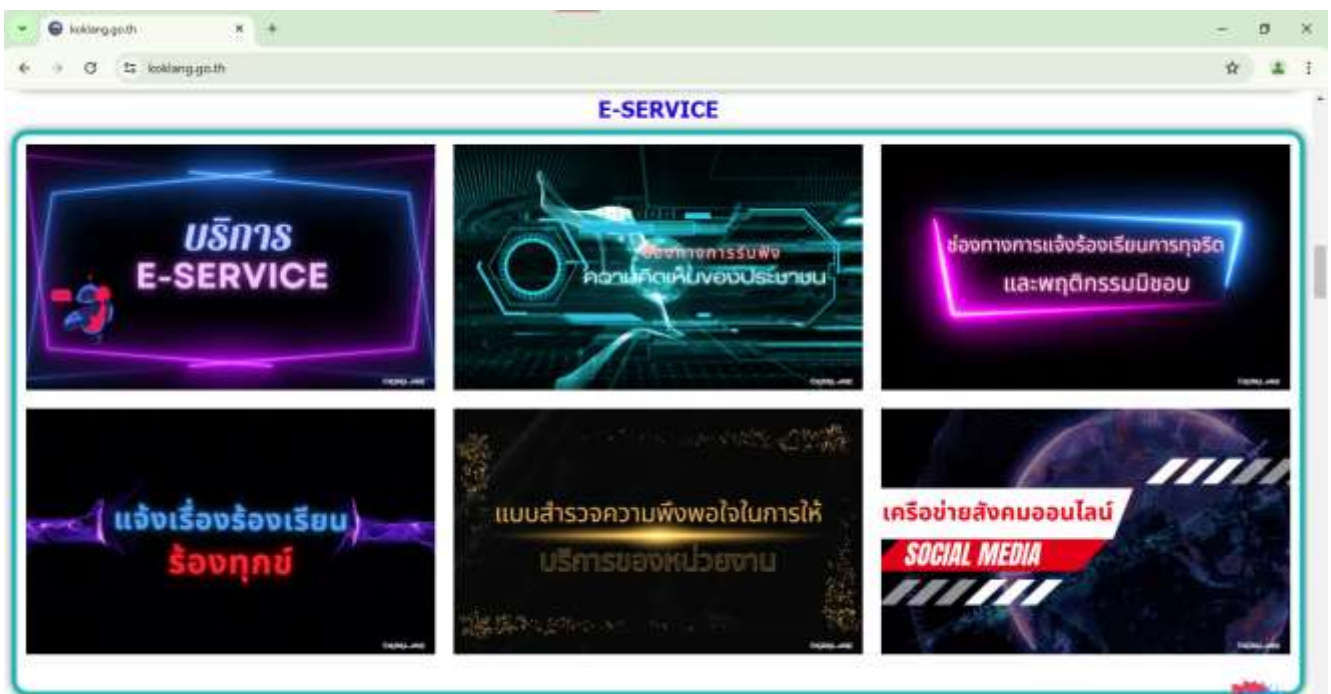 koklang.go.th
koklang.go.th
E-SERVICE
บริการ
E-SERVICE
ช่องทางการรับฟัง
ความคิดเห็นของประชาชน
ช่องทางการแจ้งร้องเรียนการทุจริต
และพฤติกรรมมิชอบ
แจ้งเรื่องร้องเรียน
ร้องทุกข์
แบบสำรวจความพึงพอใจในการให้
บริการของหน่วยงาน
เครือข่ายสังคมออนไลน์
SOCIAL MEDIA